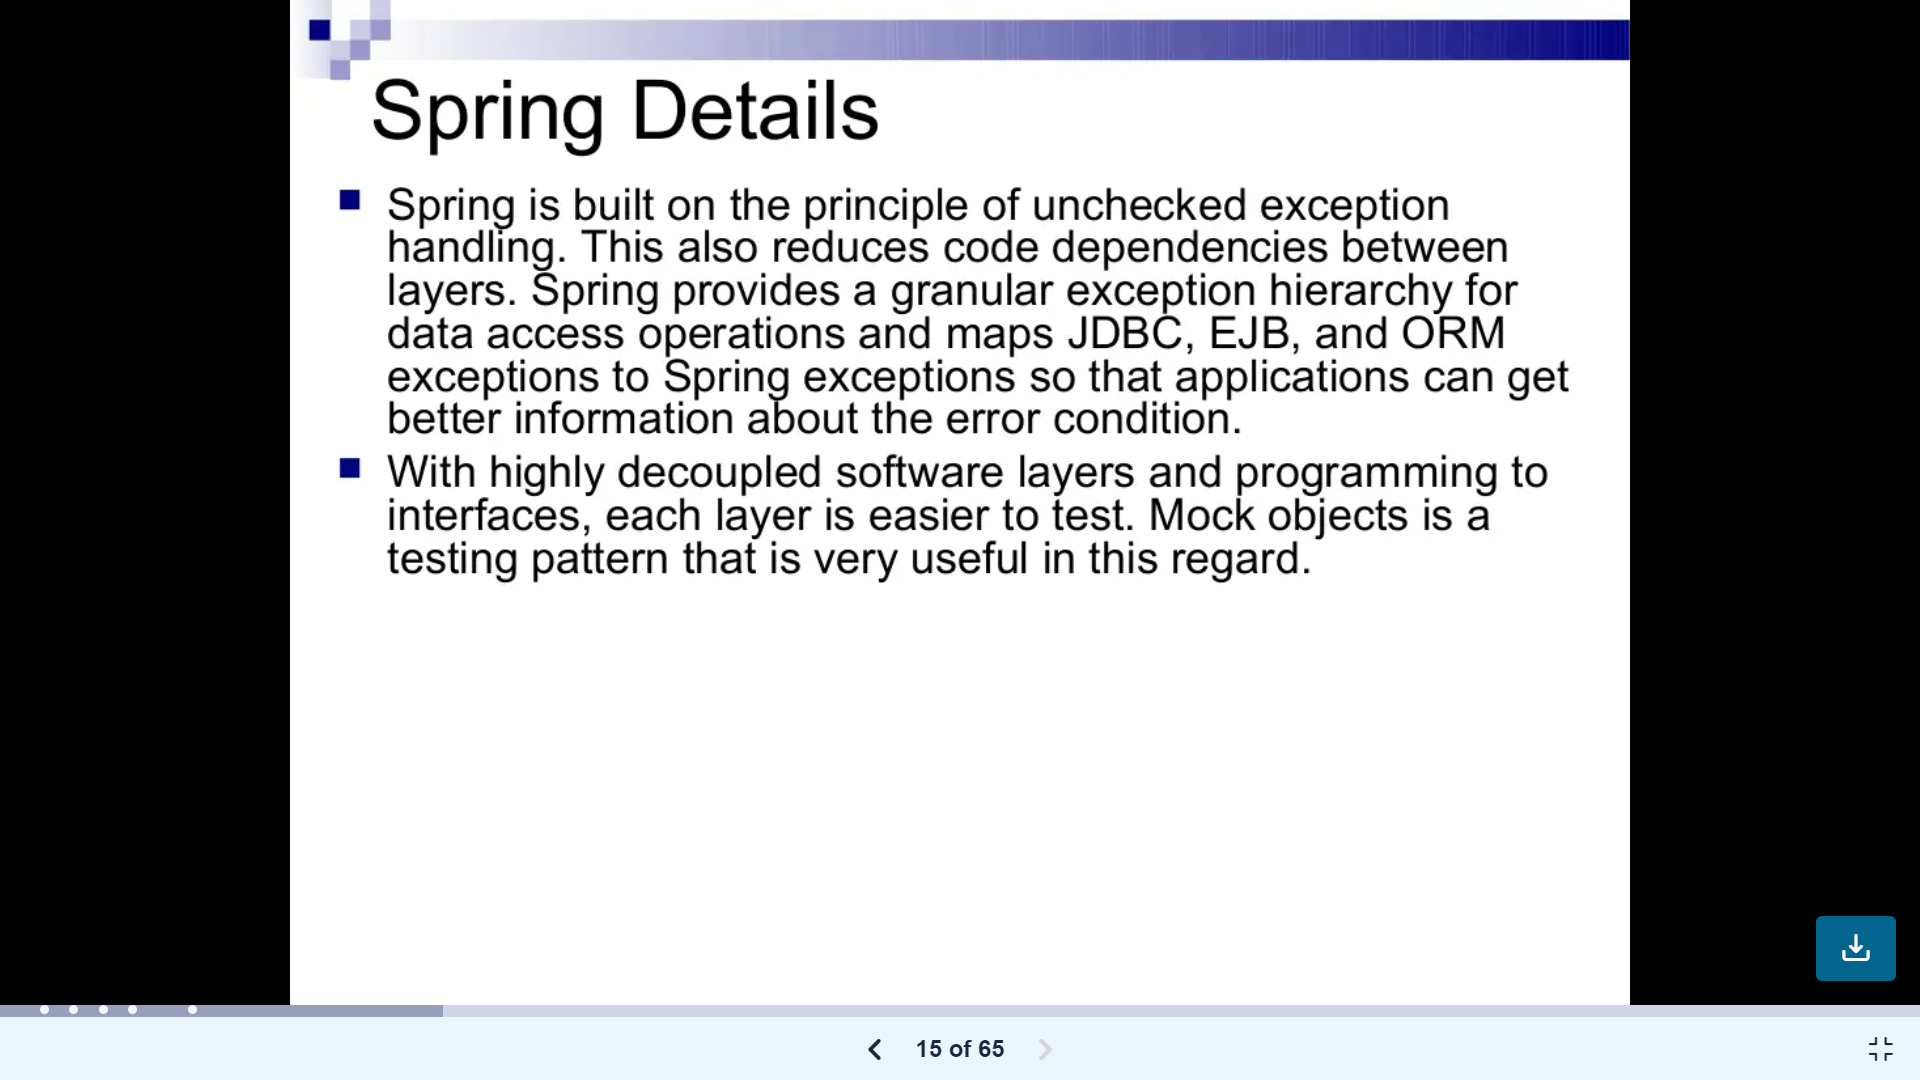 Spring Details
Spring is built on the principle of unchecked exception
handling. This also reduces code dependencies between
layers. Spring provides a granular exception hierarchy for
data access operations and maps JDBC, EJB, and ORM
exceptions to Spring exceptions so that applications can get
better information about the error condition.
With highly decoupled software layers and programming to
interfaces, each layer is easier to test. Mock objects is a
testing pattern that is very useful in this regard.
15 of 65